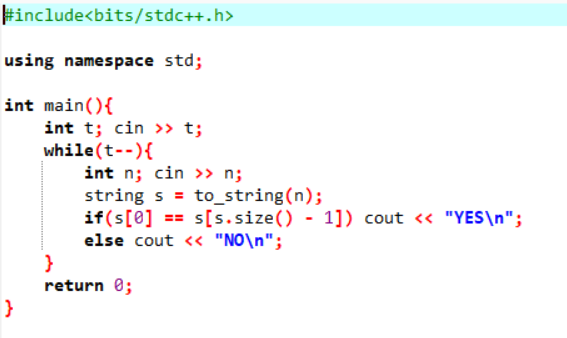 #include<bits/stdc++.h>
using namespace std;
int main(){
    int t; cin >> t;
    while(t--){
        int n; cin >> n;
        string s = to_string(n);
        if(s[0] == s[s.size() - 1]) cout << "YES\n";
        else cout << "NO\n";
    }
    return 0;
}